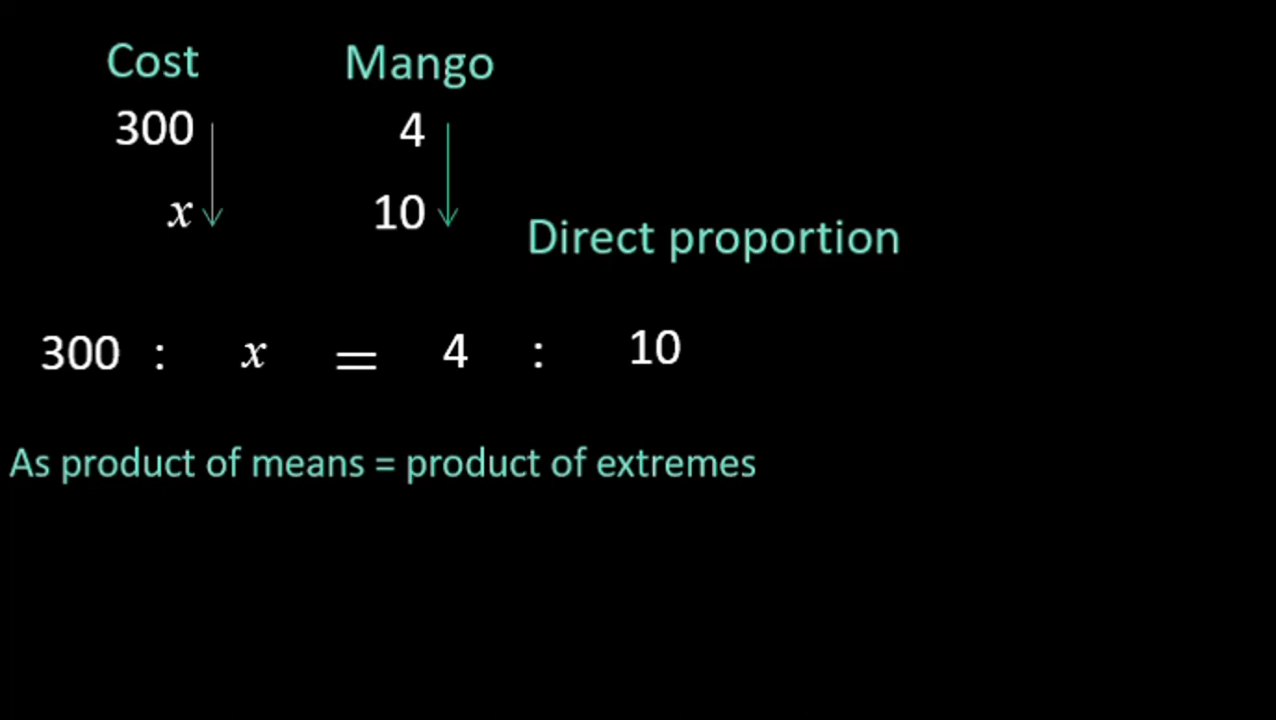 Cost Mango
300 4
x 10
Direct proportion
300 : x = 4 : 10
As product of means = product of extremes